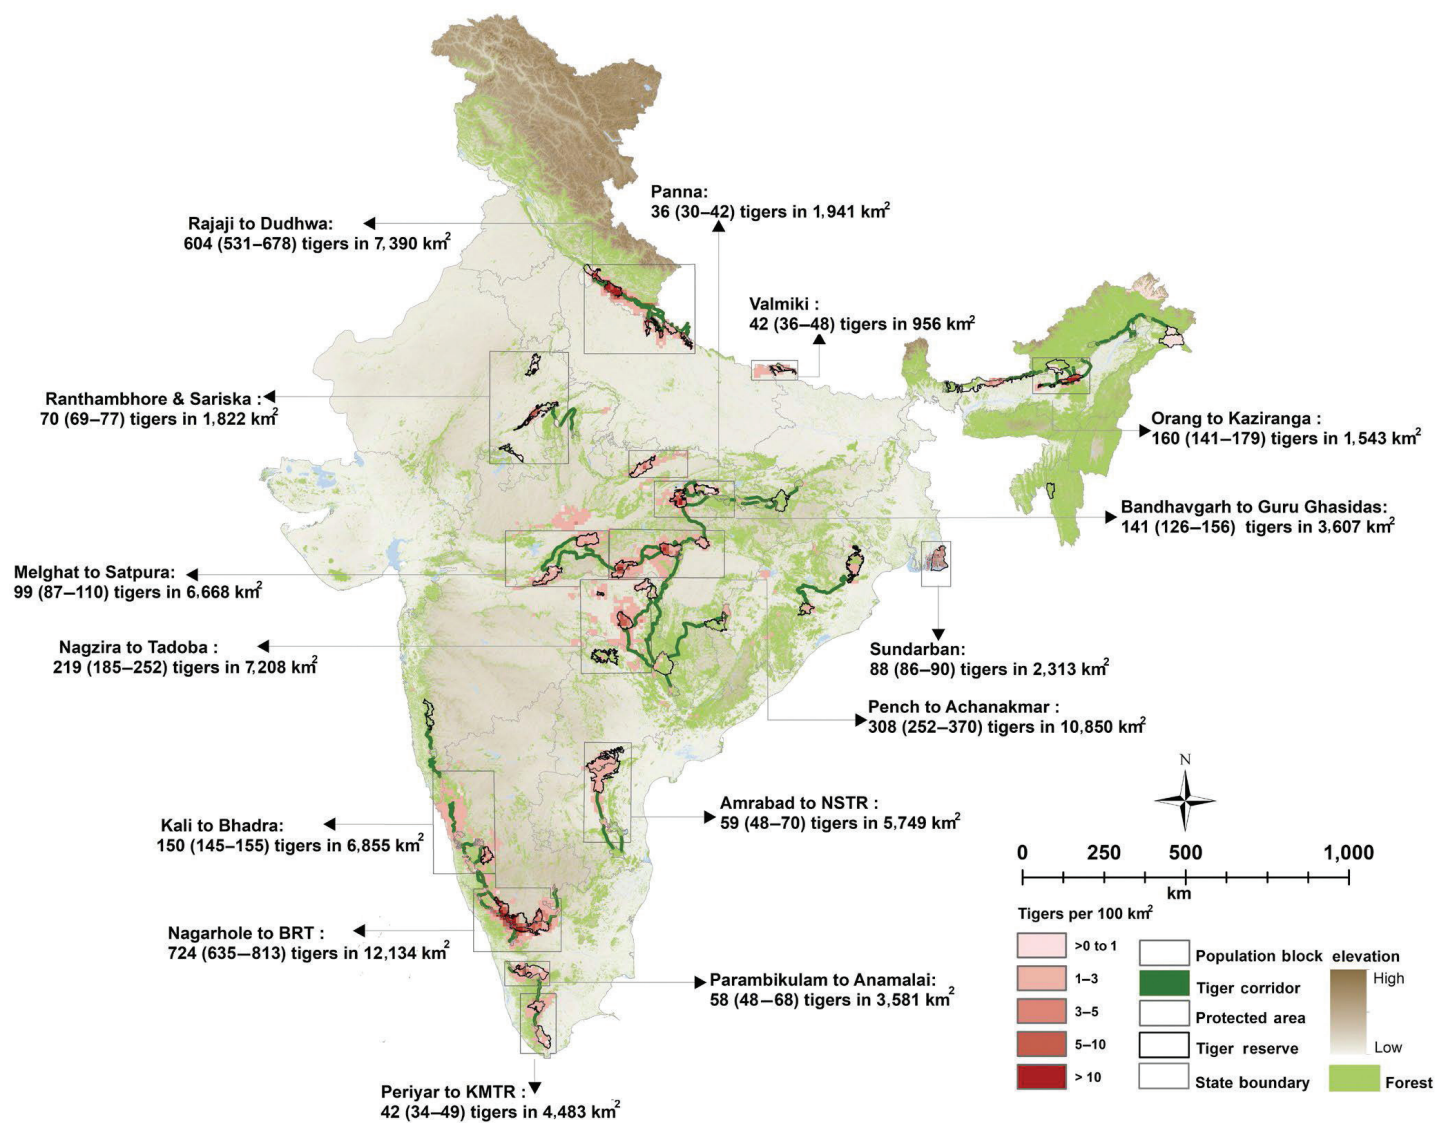 Panna:
36 (30–42) tigers in 1,941 km²
Rajaji to Dudhwa:
604 (531–678) tigers in 7,390 km²
Valmiki :
42 (36–48) tigers in 956 km²
Ranthambhore & Sariska :
70 (69–77) tigers in 1,822 km²
Orang to Kaziranga :
160 (141–179) tigers in 1,543 km²
Bandhavgarh to Guru Ghasidas:
141 (126–156) tigers in 3,607 km²
Melghat to Satpura:
99 (87–110) tigers in 6,668 km²
Nagzira to Tadoba :
219 (185–252) tigers in 7,208 km²
Sundarban:
88 (86–90) tigers in 2,313 km²
Pench to Achanakmar :
308 (252–370) tigers in 10,850 km²
Amrabad to NSTR :
59 (48–70) tigers in 5,749 km²
Kali to Bhadra:
150 (145–155) tigers in 6,855 km²
Nagarhole to BRT :
724 (635–813) tigers in 12,134 km²
Parambikulam to Anamalai:
58 (48–68) tigers in 3,581 km²
Periyar to KMTR :
42 (34–49) tigers in 4,483 km²
N
0 250 500 1,000
km
Tigers per 100 km²
>0 to 1
1–3
3–5
5–10
> 10
Population block
Tiger corridor
Protected area
Tiger reserve
State boundary
elevation
High
Low
Forest